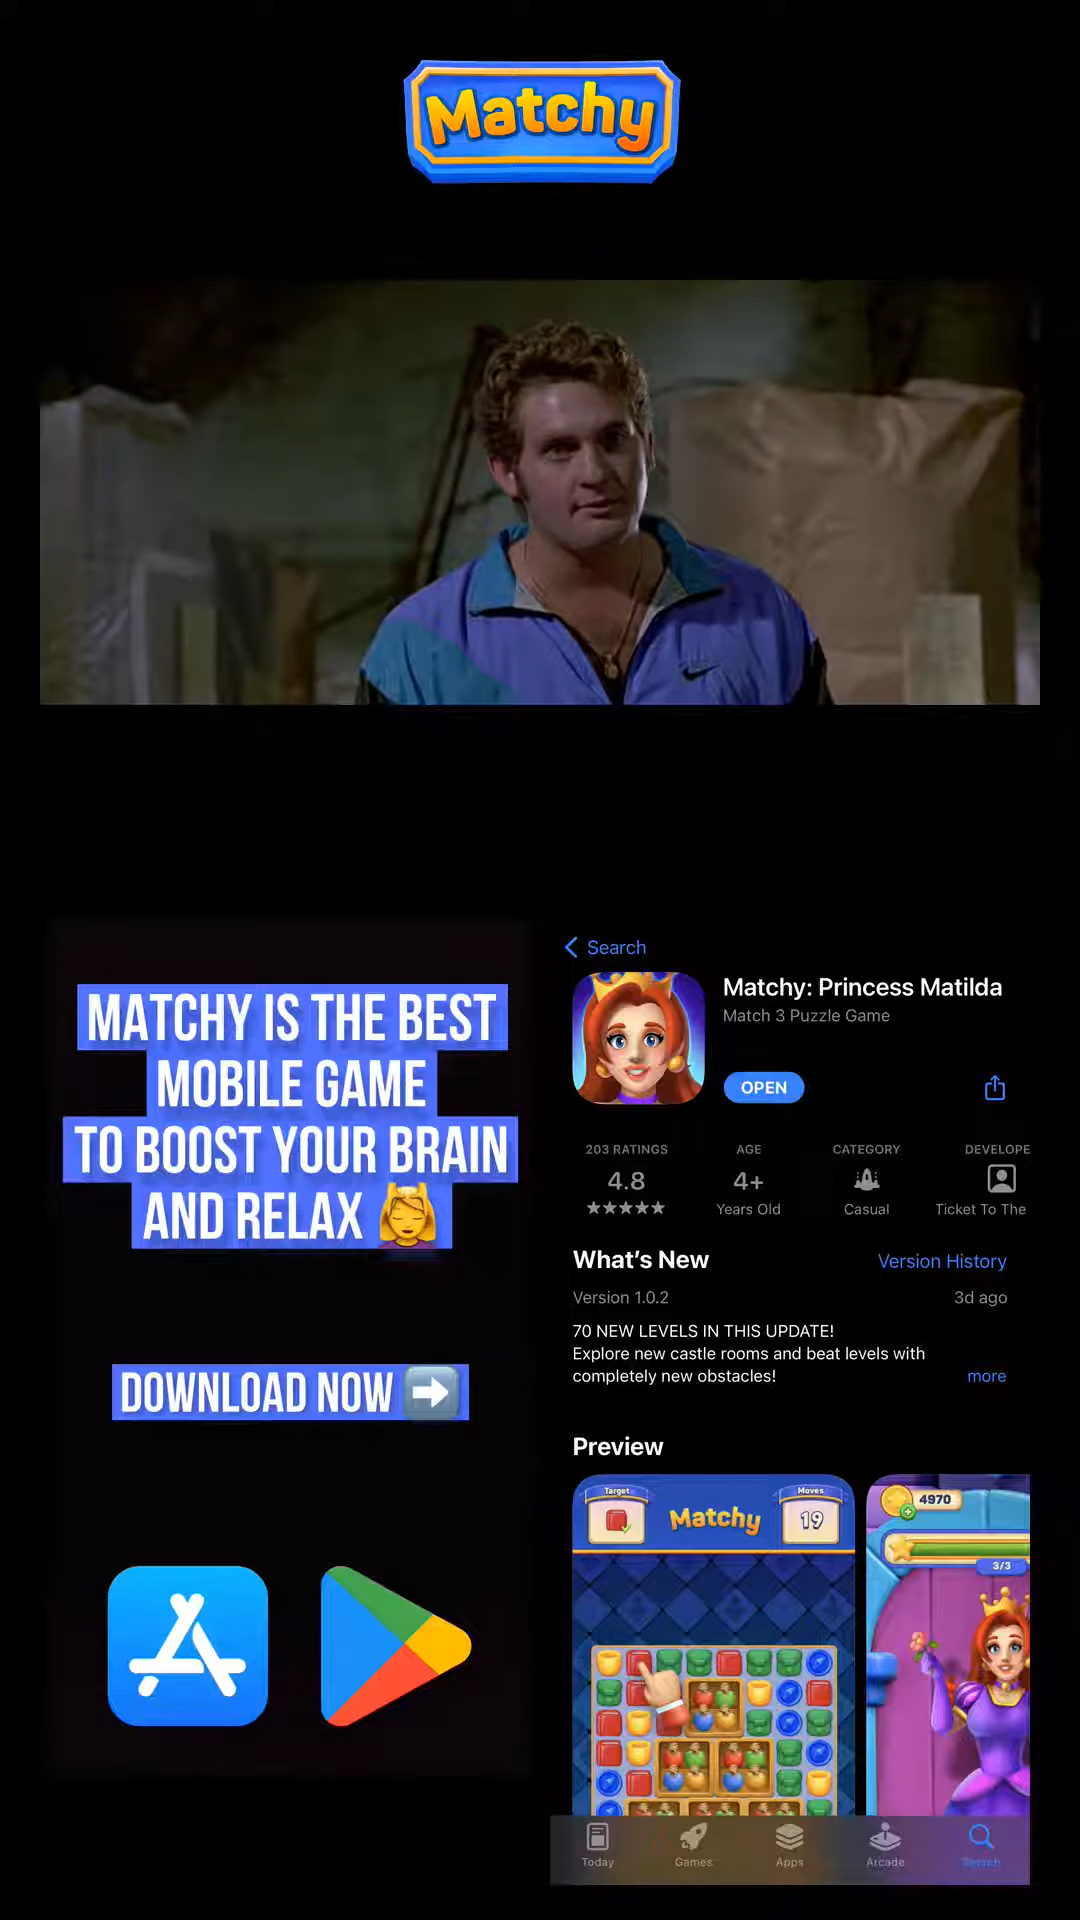 Matchy
MATCHY IS THE BEST
MOBILE GAME
TO BOOST YOUR BRAIN
AND RELAX
DOWNLOAD NOW
Search
Matchy: Princess Matilda
Match 3 Puzzle Game
OPEN
203 RATINGS
4.8
AGE
4+
Years Old
CATEGORY
Casual
DEVELOPE
Ticket To The
What's New
Version History
Version 1.0.2
3d ago
70 NEW LEVELS IN THIS UPDATE!
Explore new castle rooms and beat levels with
completely new obstacles!
more
Preview
Target
Matchy
Moves
19
4970
3/3
Today
Games
Apps
Arcade
Search